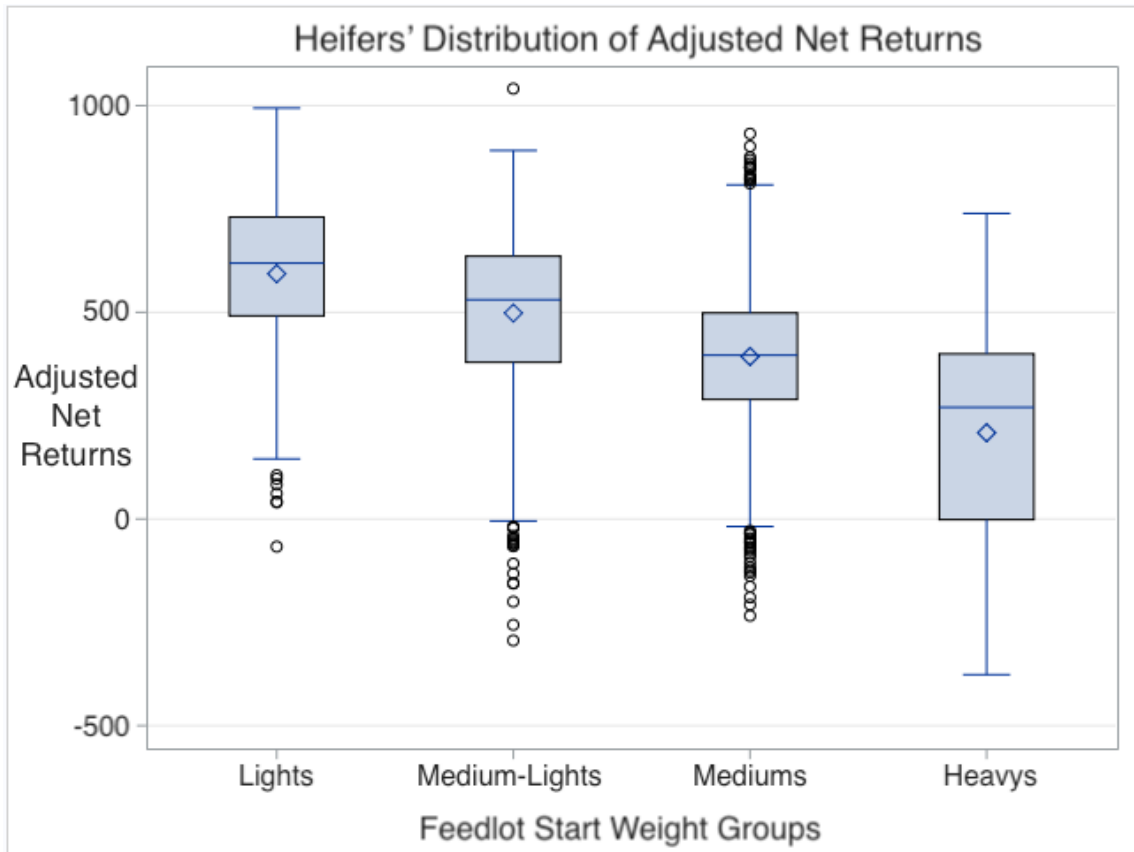 Heifers’ Distribution of Adjusted Net Returns
1000
500
Adjusted
Net
Returns
0
-500
Lights Medium-Lights Mediums Heavys
Feedlot Start Weight Groups